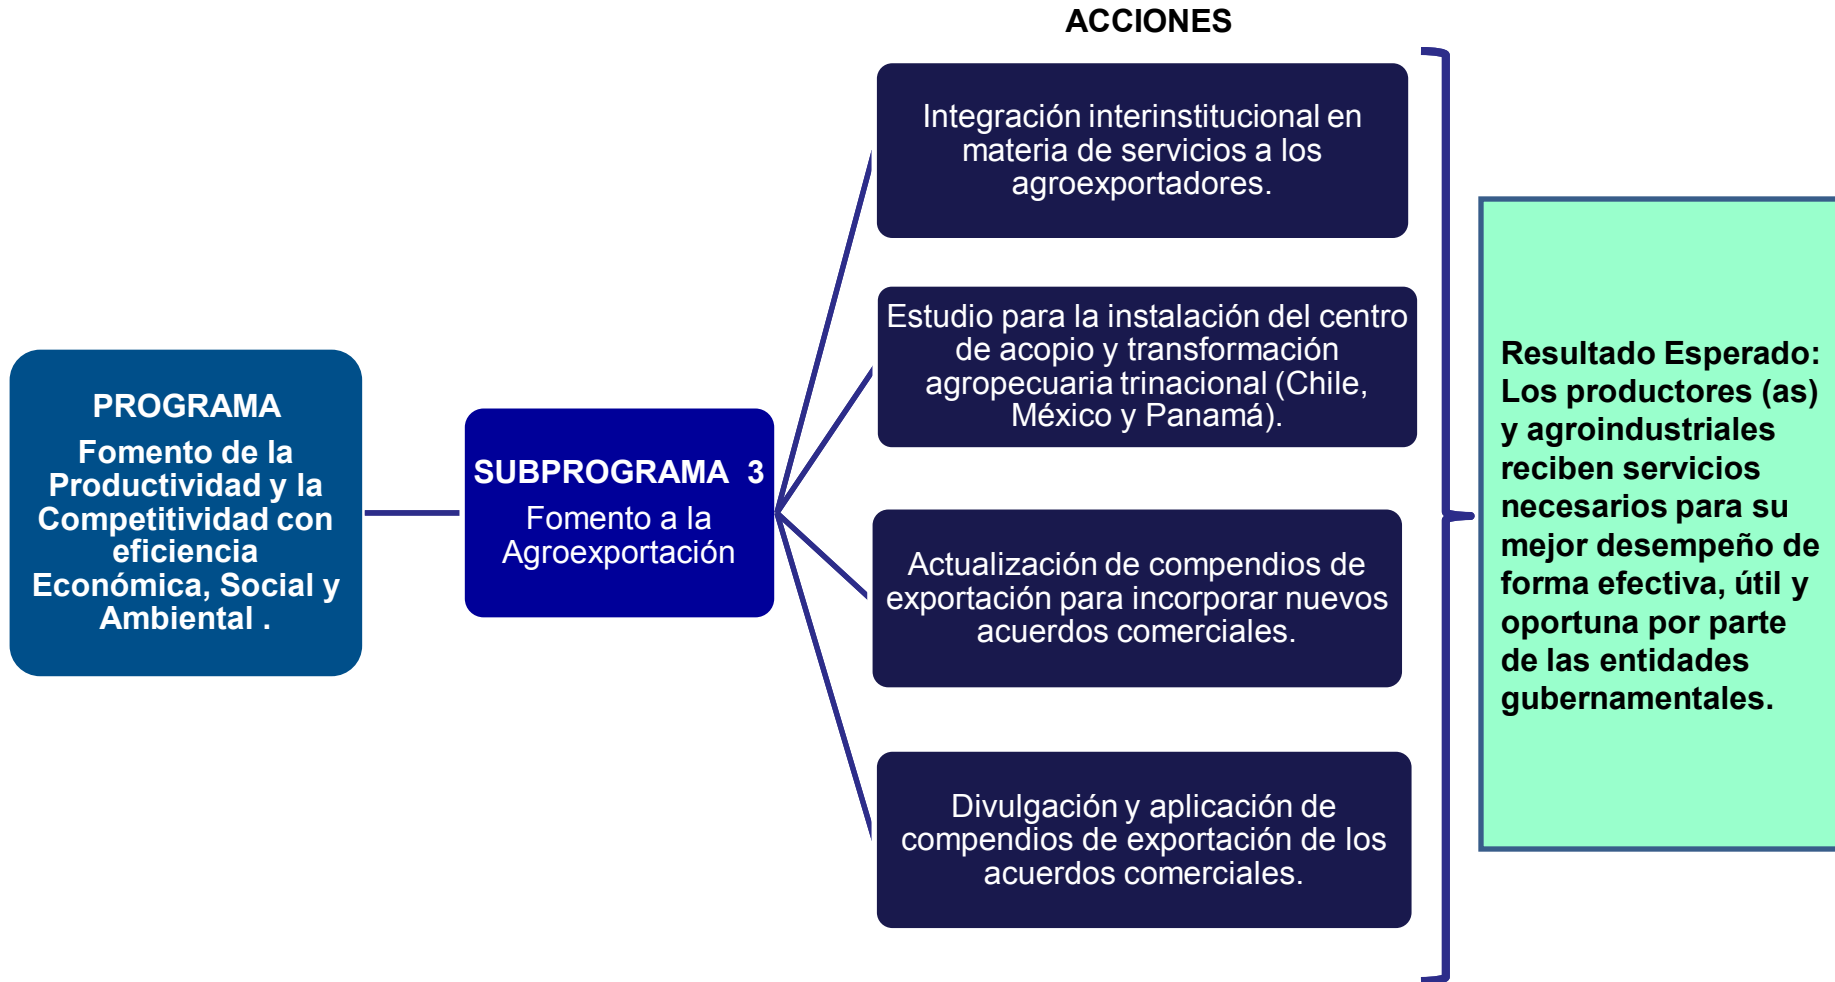 ACCIONES
PROGRAMA
Fomento de la
Productividad y la
Competitividad con
eficiencia
Económica, Social y
Ambiental .
SUBPROGRAMA 3
Fomento a la
Agroexportación
Integración interinstitucional en
materia de servicios a los
agroexportadores.
Estudio para la instalación del centro
de acopio y transformación
agropecuaria trinacional (Chile,
México y Panamá).
Actualización de compendios de
exportación para incorporar nuevos
acuerdos comerciales.
Divulgación y aplicación de
compendios de exportación de los
acuerdos comerciales.
Resultado Esperado:
Los productores (as)
y agroindustriales
reciben servicios
necesarios para su
mejor desempeño de
forma efectiva, útil y
oportuna por parte
de las entidades
gubernamentales.